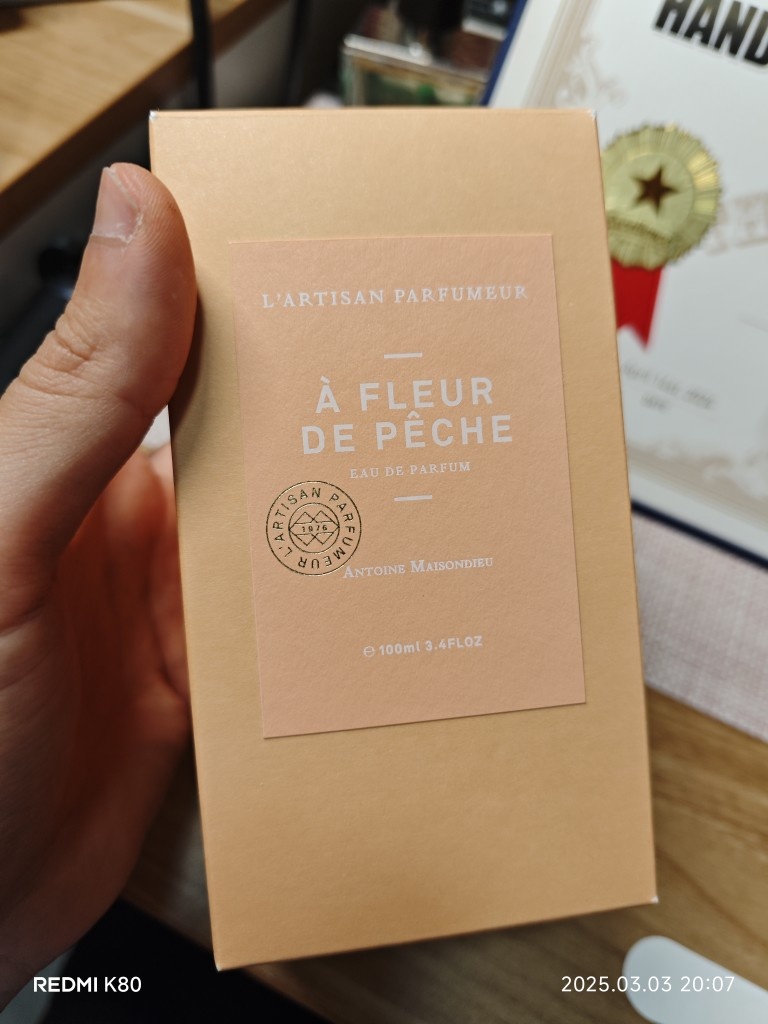 HAND
L'ARTISAN PARFUMEUR
À FLEUR
DE PÊCHE
EAU DE PARFUM
L'ARTISAN PARFUMEUR
1976
ANTOINE MAISONDIEU
℮ 100ml 3.4FLOZ
REDMI K80
2025.03.03 20:07